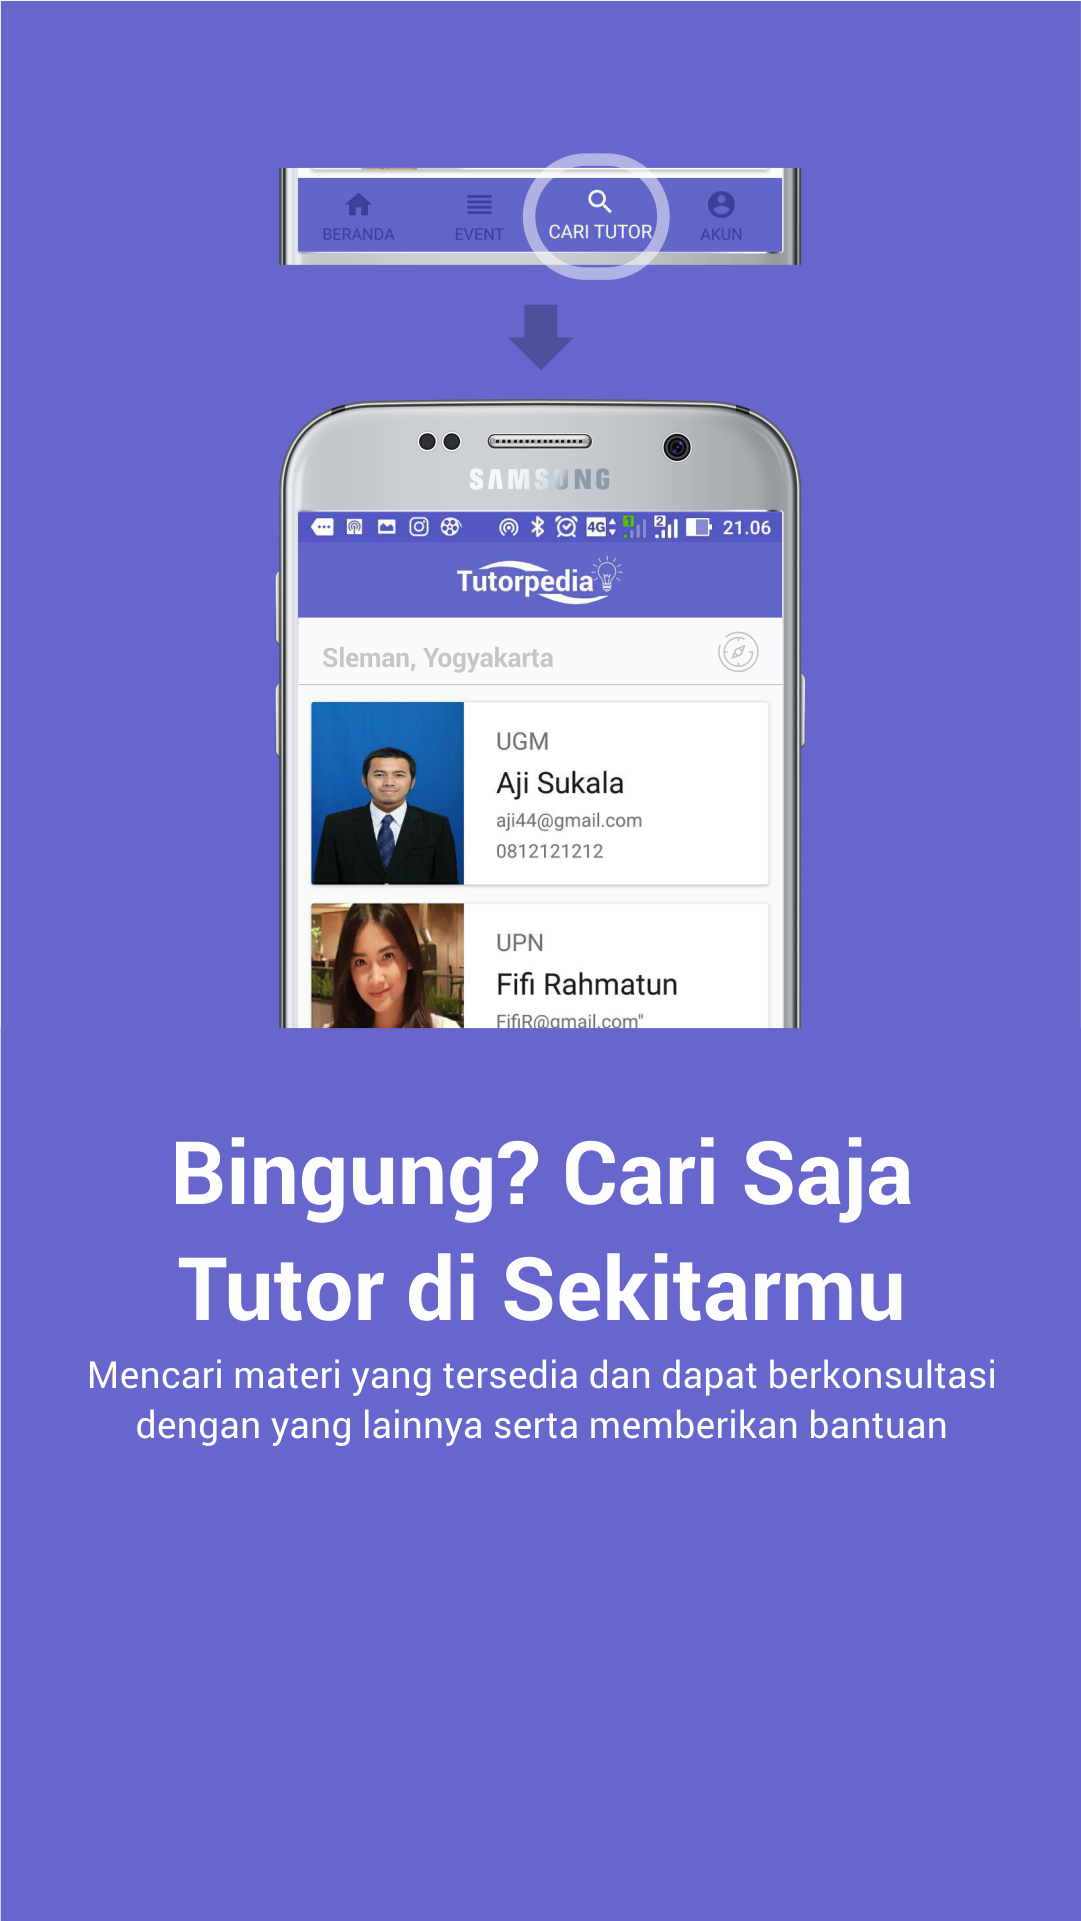 BERANDA
EVENT
CARI TUTOR
AKUN
SAMSUNG
4G
1
2
21.06
Tutorpedia
Sleman, Yogyakarta
UGM
Aji Sukala
aji44@gmail.com
0812121212
UPN
Fifi Rahmatun
FifiR@gmail.com"
Bingung? Cari Saja
Tutor di Sekitarmu
Mencari materi yang tersedia dan dapat berkonsultasi
dengan yang lainnya serta memberikan bantuan